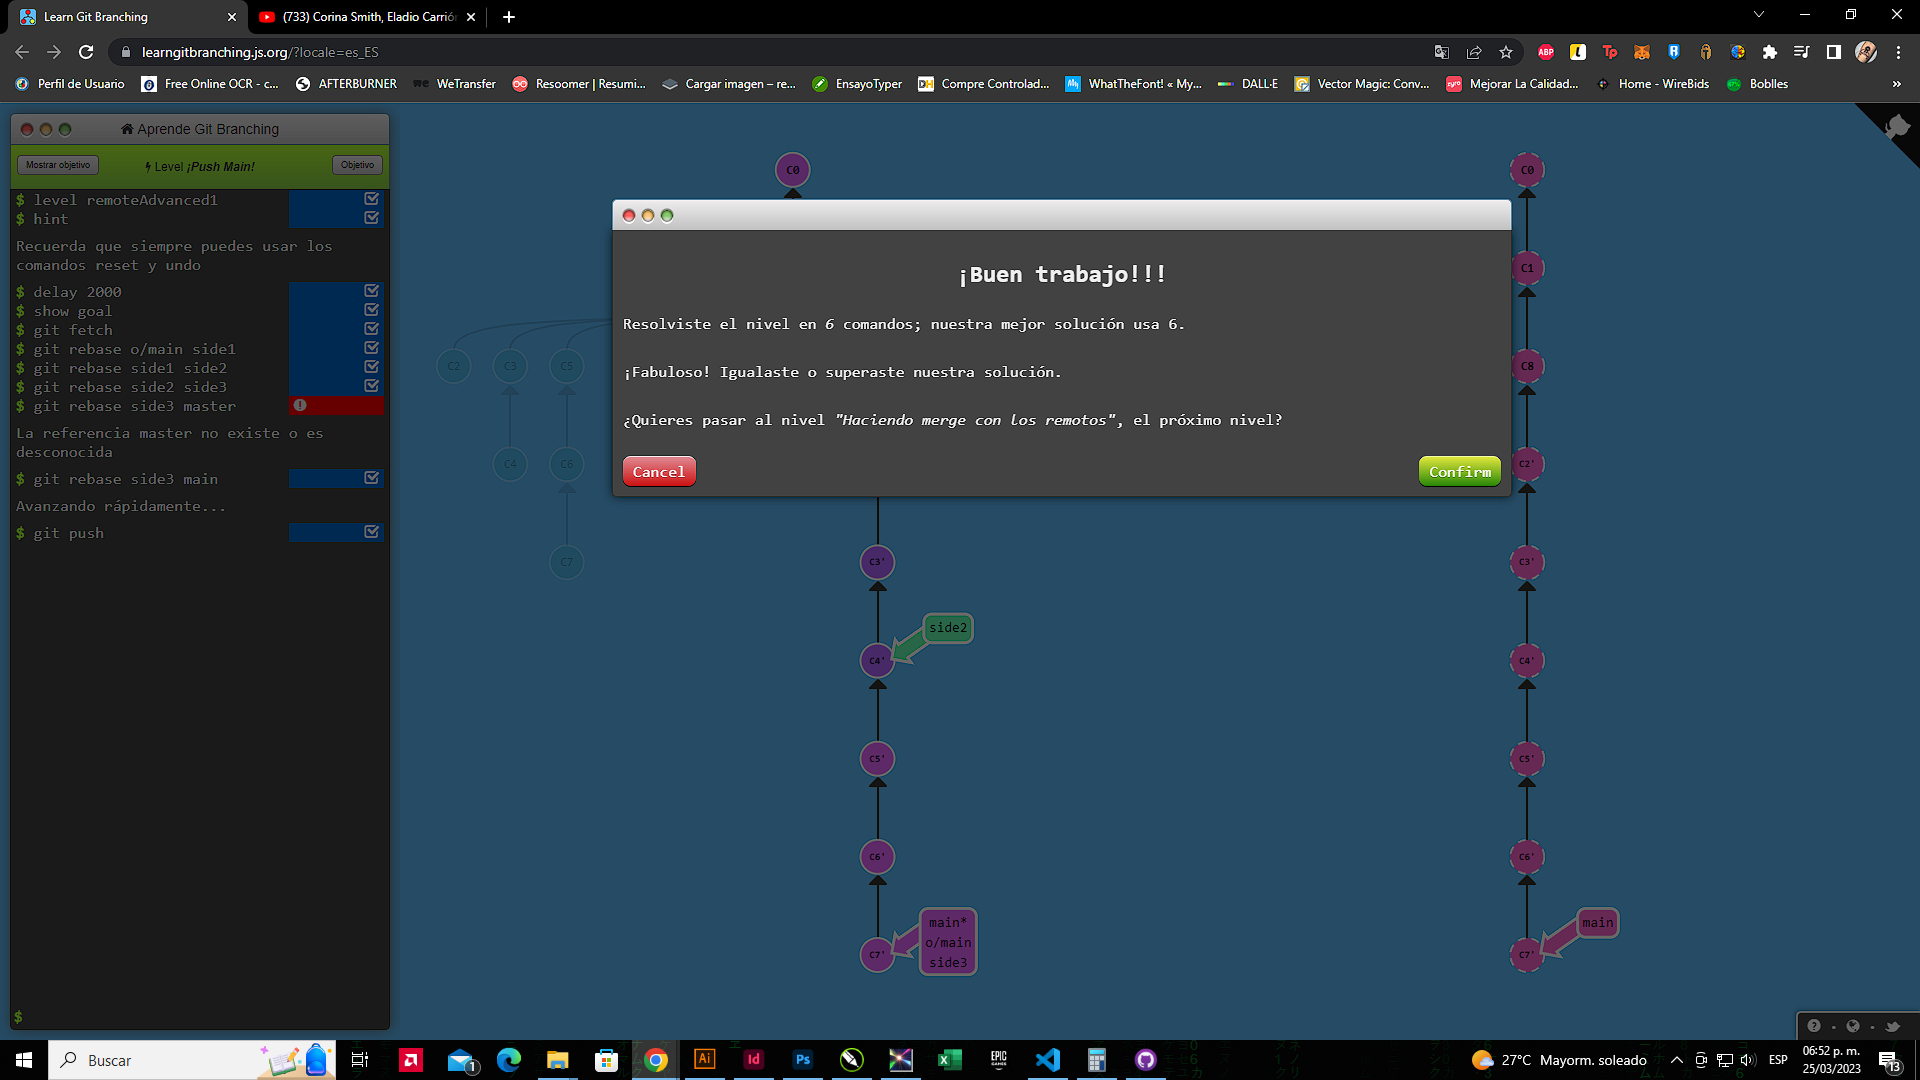 Learn Git Branching
(733) Corina Smith, Eladio Carrión
learngitbranching.js.org/?locale=es_ES
Perfil de Usuario
Free Online OCR - c...
AFTERBURNER
WeTransfer
Resoomer | Resumi...
Cargar imagen – re...
EnsayoTyper
Compre Controlad...
WhatTheFont! « My...
DALL·E
Vector Magic: Conv...
Mejorar La Calidad...
Home - WireBids
Boblles
»
Aprende Git Branching
Mostrar objetivo
Level ¡Push Main!
Objetivo
$ level remoteAdvanced1
$ hint
Recuerda que siempre puedes usar los
comandos reset y undo
$ delay 2000
$ show goal
$ git fetch
$ git rebase o/main side1
$ git rebase side1 side2
$ git rebase side2 side3
$ git rebase side3 master
La referencia master no existe o es
desconocida
$ git rebase side3 main
Avanzando rápidamente...
$ git push
$
C0
C2
C3
C5
C4
C6
C7
¡Buen trabajo!!!
Resolviste el nivel en 6 comandos; nuestra mejor solución usa 6.
¡Fabuloso! Igualaste o superaste nuestra solución.
¿Quieres pasar al nivel "Haciendo merge con los remotos", el próximo nivel?
Cancel
Confirm
C3'
side2
C4'
C5'
C6'
main*
o/main
side3
C7'
C0
C1
C8
C2'
C3'
C4'
C5'
C6'
main
C7'
Buscar
27°C Mayorm. soleado
ESP
06:52 p. m.
25/03/2023
13